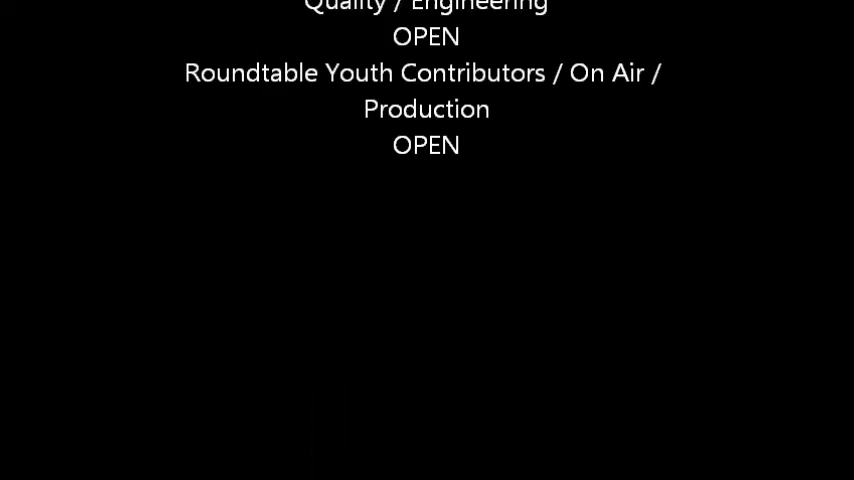 Quality / Engineering
OPEN
Roundtable Youth Contributors / On Air /
Production
OPEN